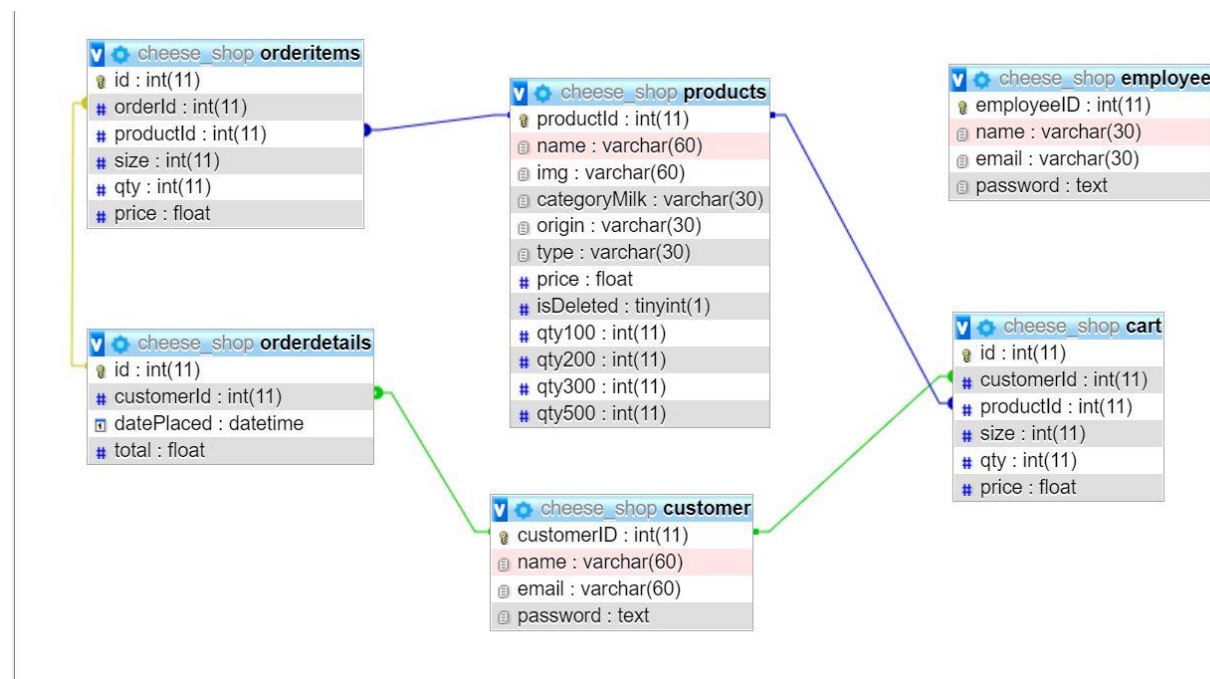 cheese_shop orderitems
id : int(11)
orderId : int(11)
productId : int(11)
size : int(11)
qty : int(11)
price : float
cheese_shop products
productId : int(11)
name : varchar(60)
img : varchar(60)
categoryMilk : varchar(30)
origin : varchar(30)
type : varchar(30)
price : float
isDeleted : tinyint(1)
qty100 : int(11)
qty200 : int(11)
qty300 : int(11)
qty500 : int(11)
cheese_shop employee
employeeID : int(11)
name : varchar(30)
email : varchar(30)
password : text
cheese_shop orderdetails
id : int(11)
customerId : int(11)
datePlaced : datetime
total : float
cheese_shop customer
customerID : int(11)
name : varchar(60)
email : varchar(60)
password : text
cheese_shop cart
id : int(11)
customerId : int(11)
productId : int(11)
size : int(11)
qty : int(11)
price : float